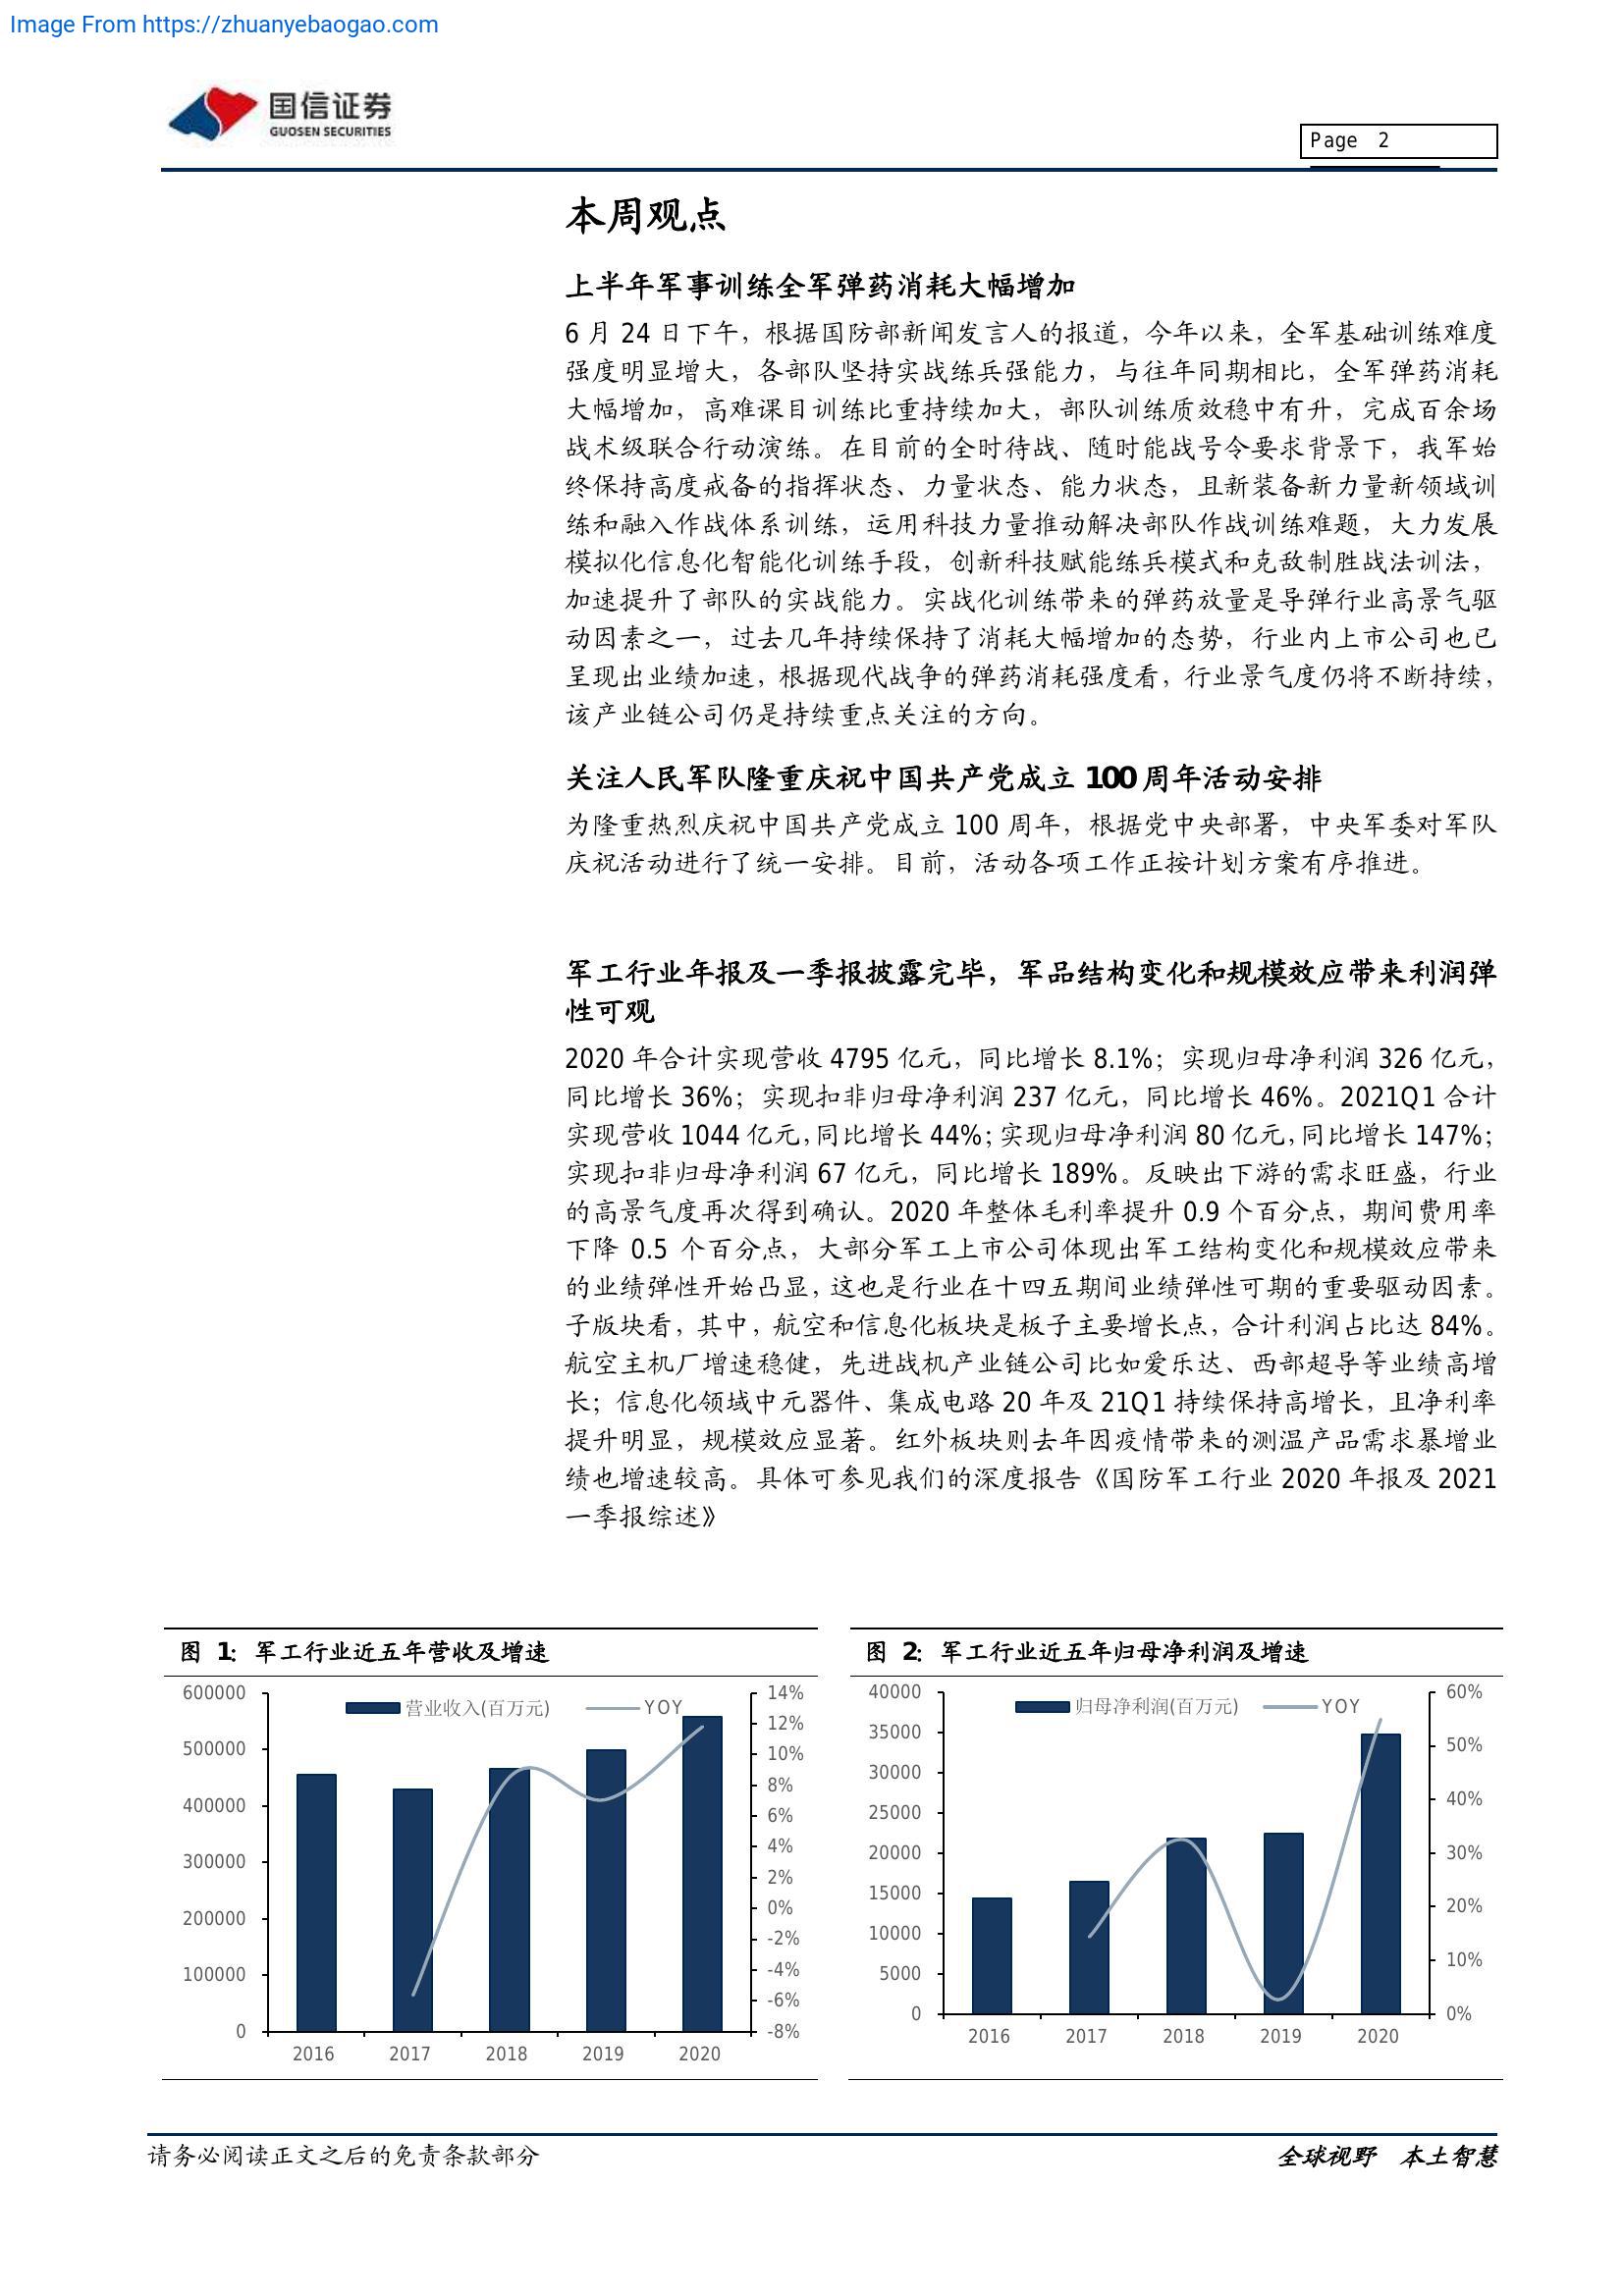 Image From https://zhuanyebaogao.com
国信证券
GUOSEN SECURITIES
Page 2
本周观点
上半年军事训练全军弹药消耗大幅增加
6 月 24 日下午，根据国防部新闻发言人的报道，今年以来，全军基础训练难度
强度明显增大，各部队坚持实战练兵强能力，与往年同期相比，全军弹药消耗
大幅增加，高难课目训练比重持续加大，部队训练质效稳中有升，完成百余场
战术级联合行动演练。在目前的全时待战、随时能战号令要求背景下，我军始
终保持高度戒备的指挥状态、力量状态、能力状态，且新装备新力量新领域训
练和融入作战体系训练，运用科技力量推动解决部队作战训练难题，大力发展
模拟化信息化智能化训练手段，创新科技赋能练兵模式和克敌制胜战法训法，
加速提升了部队的实战能力。实战化训练带来的弹药放量是导弹行业高景气驱
动因素之一，过去几年持续保持了消耗大幅增加的态势，行业内上市公司也已
呈现出业绩加速，根据现代战争的弹药消耗强度看，行业景气度仍将不断持续，
该产业链公司仍是持续重点关注的方向。
关注人民军队隆重庆祝中国共产党成立 100 周年活动安排
为隆重热烈庆祝中国共产党成立 100 周年，根据党中央部署，中央军委对军队
庆祝活动进行了统一安排。目前，活动各项工作正按计划方案有序推进。
军工行业年报及一季报披露完毕，军品结构变化和规模效应带来利润弹
性可观
2020 年合计实现营收 4795 亿元，同比增长 8.1%；实现归母净利润 326 亿元，
同比增长 36%；实现扣非归母净利润 237 亿元，同比增长 46%。2021Q1 合计
实现营收 1044 亿元，同比增长 44%；实现归母净利润 80 亿元，同比增长 147%；
实现扣非归母净利润 67 亿元，同比增长 189%。反映出下游的需求旺盛，行业
的高景气度再次得到确认。2020 年整体毛利率提升 0.9 个百分点，期间费用率
下降 0.5 个百分点，大部分军工上市公司体现出军工结构变化和规模效应带来
的业绩弹性开始凸显，这也是行业在十四五期间业绩弹性可期的重要驱动因素。
子版块看，其中，航空和信息化板块是板子主要增长点，合计利润占比达 84%。
航空主机厂增速稳健，先进战机产业链公司比如爱乐达、西部超导等业绩高增
长；信息化领域中元器件、集成电路 20 年及 21Q1 持续保持高增长，且净利率
提升明显，规模效应显著。红外板块则去年因疫情带来的测温产品需求暴增业
绩也增速较高。具体可参见我们的深度报告《国防军工行业 2020 年报及 2021
一季报综述》
图 1：军工行业近五年营收及增速
营业收入(百万元) YOY
600000
500000
400000
300000
200000
100000
0
14%
12%
10%
8%
6%
4%
2%
0%
-2%
-4%
-6%
-8%
2016 2017 2018 2019 2020
图 2：军工行业近五年归母净利润及增速
归母净利润(百万元) YOY
40000
35000
30000
25000
20000
15000
10000
5000
0
60%
50%
40%
30%
20%
10%
0%
2016 2017 2018 2019 2020
请务必阅读正文之后的免责条款部分
全球视野 本土智慧